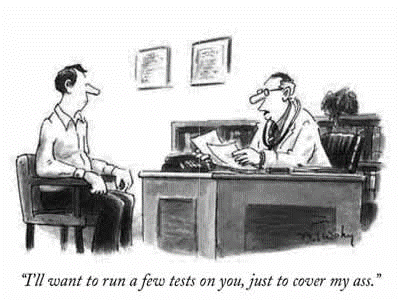 “I’ll want to run a few tests on you, just to cover my ass.”